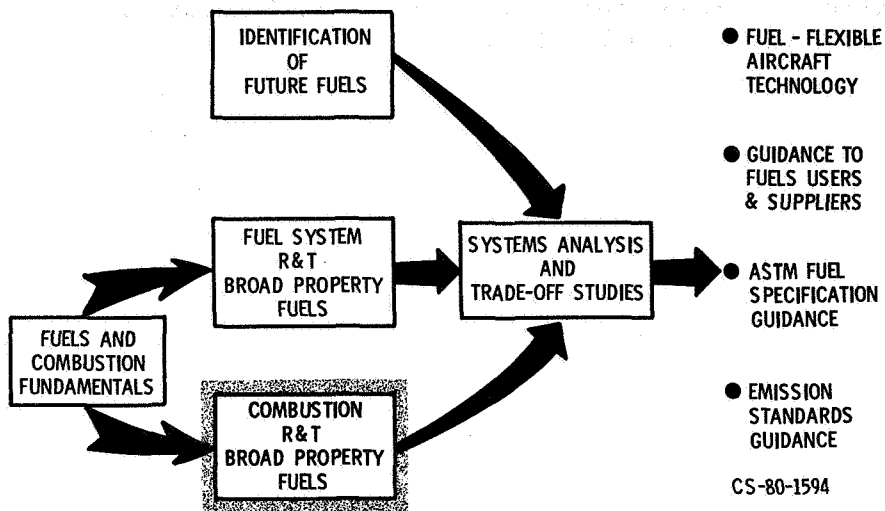 IDENTIFICATION
OF
FUTURE FUELS
FUEL SYSTEM
R&T
BROAD PROPERTY
FUELS
FUELS AND
COMBUSTION
FUNDAMENTALS
COMBUSTION
R&T
BROAD PROPERTY
FUELS
SYSTEMS ANALYSIS
AND
TRADE-OFF STUDIES
● FUEL - FLEXIBLE
AIRCRAFT
TECHNOLOGY
● GUIDANCE TO
FUELS USERS
& SUPPLIERS
● ASTM FUEL
SPECIFICATION
GUIDANCE
● EMISSION
STANDARDS
GUIDANCE
CS-80-1594